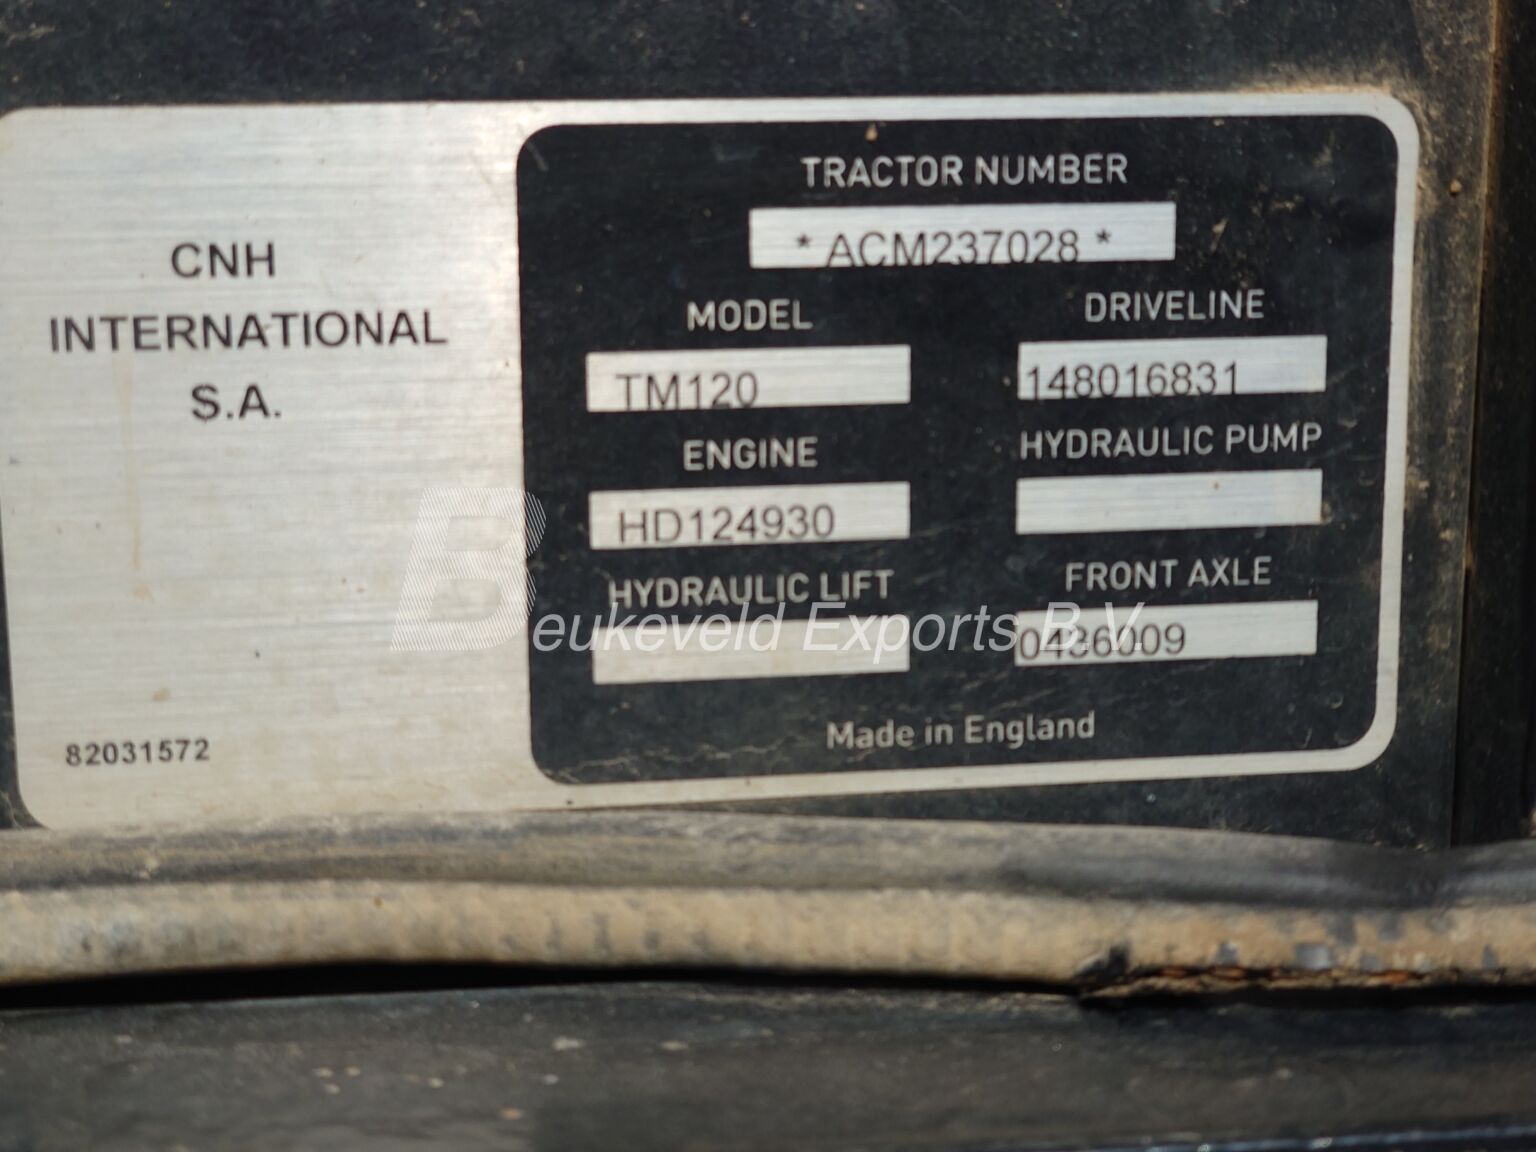 CNH
INTERNATIONAL
S.A.
82031572
TRACTOR NUMBER
* ACM237028 *
MODEL
TM120
DRIVELINE
148016831
ENGINE
HD124930
HYDRAULIC PUMP
HYDRAULIC LIFT
FRONT AXLE
0436009
Made in England
Beukeveld Exports B.V.